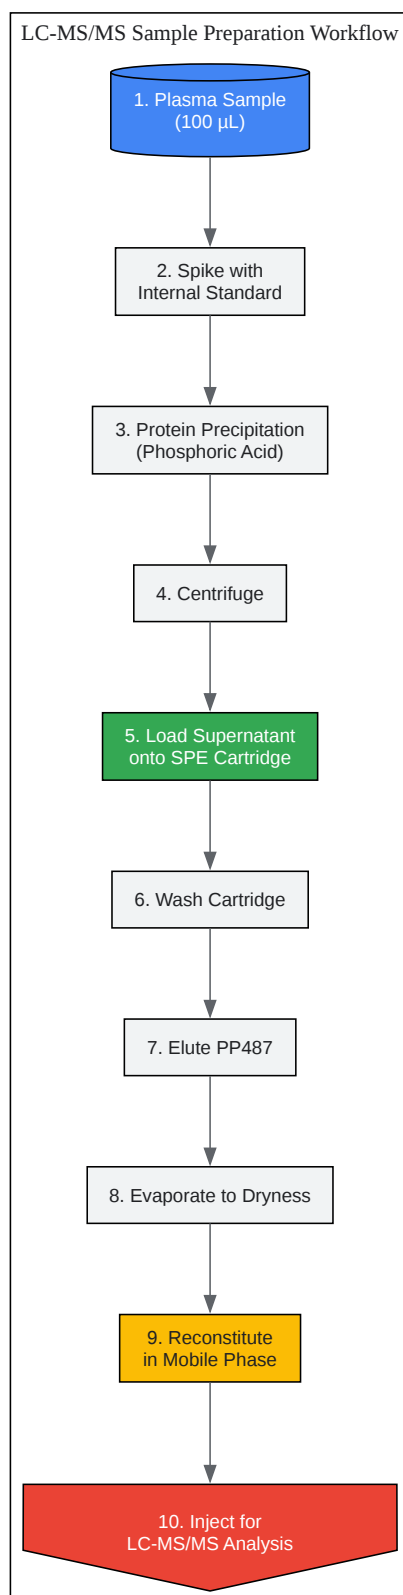 LC-MS/MS Sample Preparation Workflow
1. Plasma Sample
(100 µL)
2. Spike with
Internal Standard
3. Protein Precipitation
(Phosphoric Acid)
4. Centrifuge
5. Load Supernatant
onto SPE Cartridge
6. Wash Cartridge
7. Elute PP487
8. Evaporate to Dryness
9. Reconstitute
in Mobile Phase
10. Inject for
LC-MS/MS Analysis